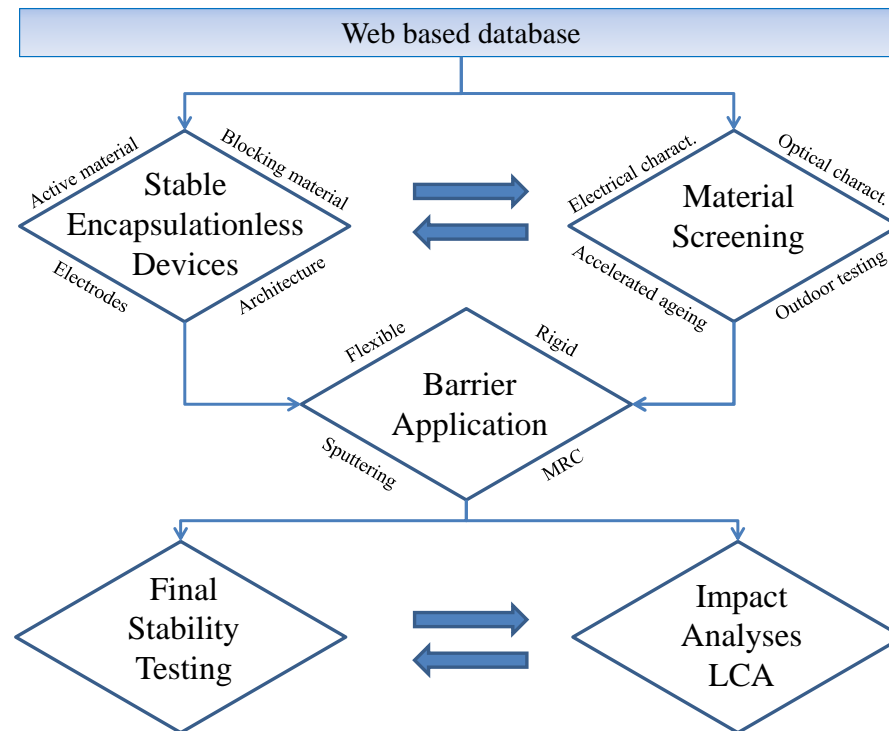 Web based database
Active material
Blocking material
Stable
Encapsulationless
Devices
Electrodes
Architecture
Electrical charact.
Optical charact.
Material
Screening
Accelerated ageing
Outdoor testing
Flexible
Rigid
Barrier
Application
Sputtering
MRC
Final
Stability
Testing
Impact
Analyses
LCA